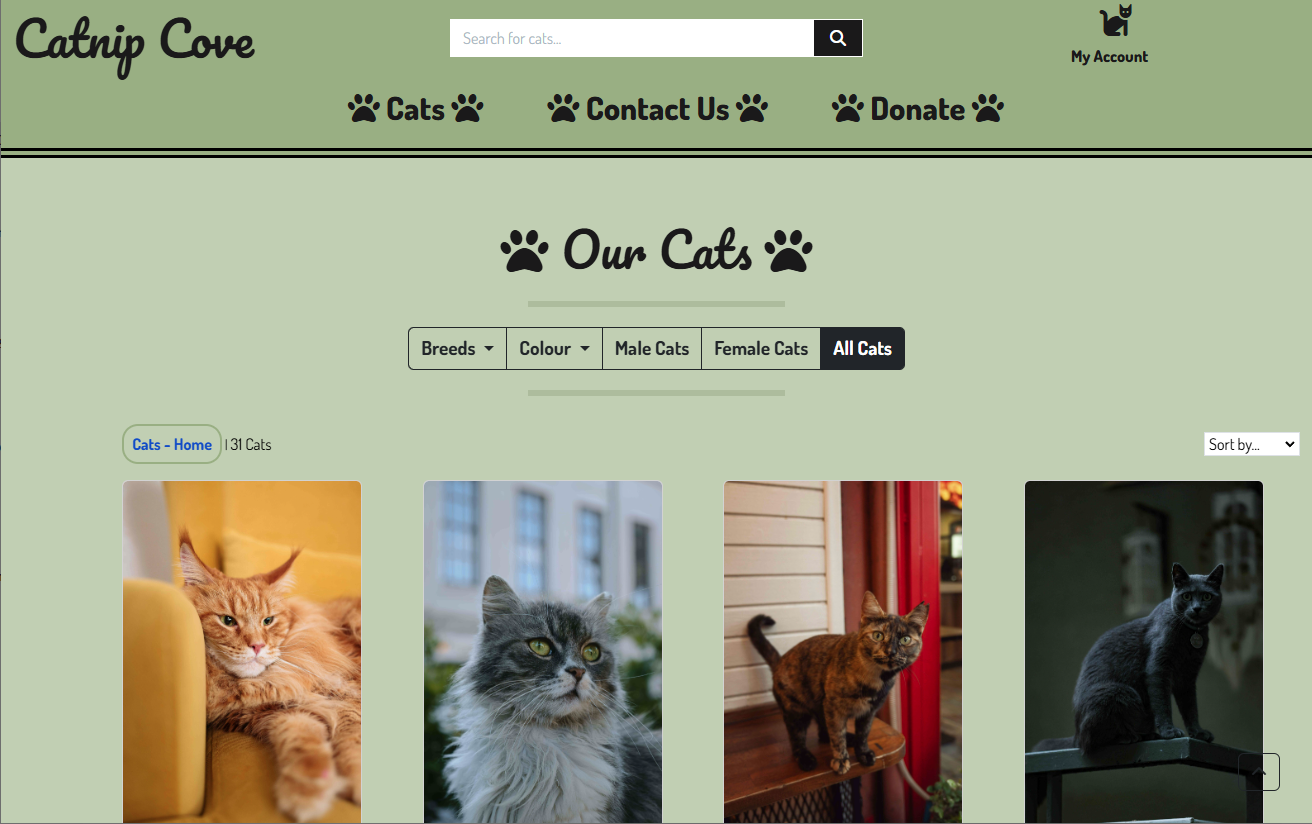 Catnip Cove
Search for cats...
My Account
Cats
Contact Us
Donate
Our Cats
Breeds
Colour
Male Cats
Female Cats
All Cats
Cats - Home | 31 Cats
Sort by...